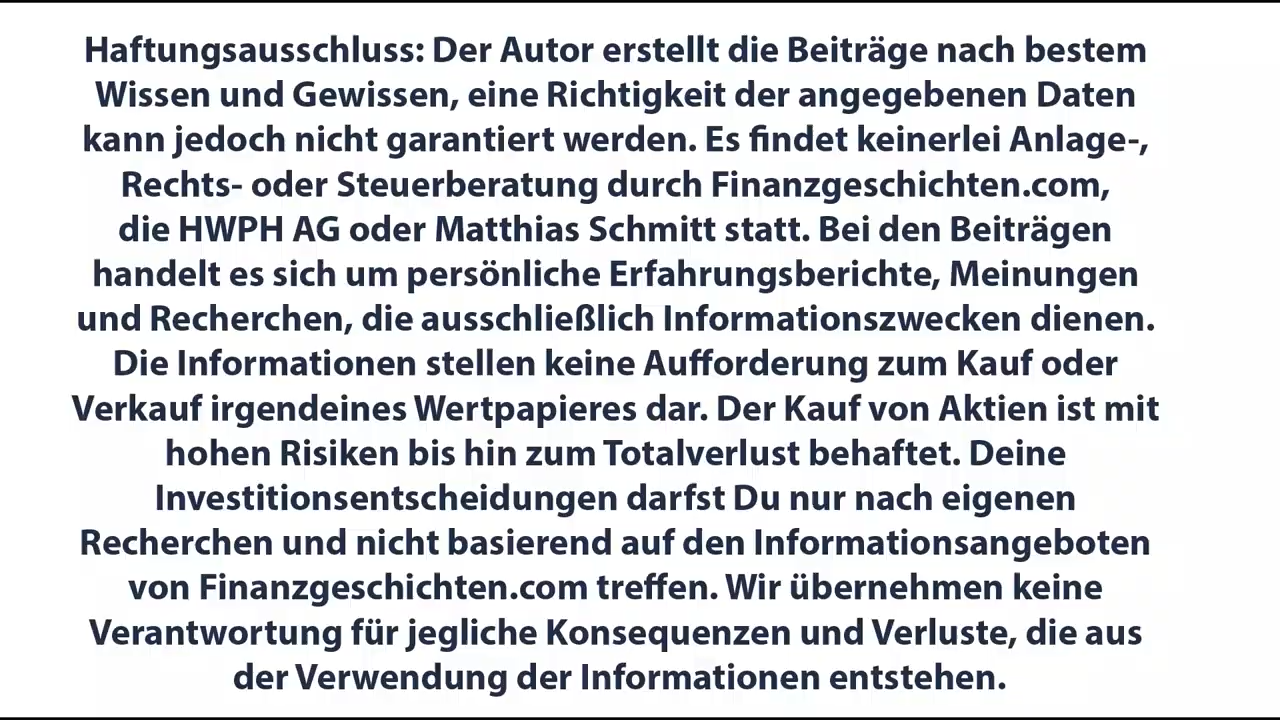 Haftungsausschluss: Der Autor erstellt die Beiträge nach bestem
Wissen und Gewissen, eine Richtigkeit der angegebenen Daten
kann jedoch nicht garantiert werden. Es findet keinerlei Anlage-,
Rechts- oder Steuerberatung durch Finanzgeschichten.com,
die HWPH AG oder Matthias Schmitt statt. Bei den Beiträgen
handelt es sich um persönliche Erfahrungsberichte, Meinungen
und Recherchen, die ausschließlich Informationszwecken dienen.
Die Informationen stellen keine Aufforderung zum Kauf oder
Verkauf irgendeines Wertpapieres dar. Der Kauf von Aktien ist mit
hohen Risiken bis hin zum Totalverlust behaftet. Deine
Investitionsentscheidungen darfst Du nur nach eigenen
Recherchen und nicht basierend auf den Informationsangeboten
von Finanzgeschichten.com treffen. Wir übernehmen keine
Verantwortung für jegliche Konsequenzen und Verluste, die aus
der Verwendung der Informationen entstehen.